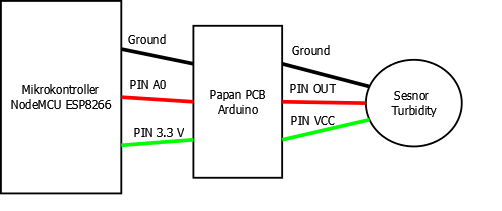 Mikrokontroller
NodeMCU ESP8266
Ground
PIN A0
PIN 3.3 V
Papan PCB
Arduino
Ground
PIN OUT
PIN VCC
Sesnor
Turbidity